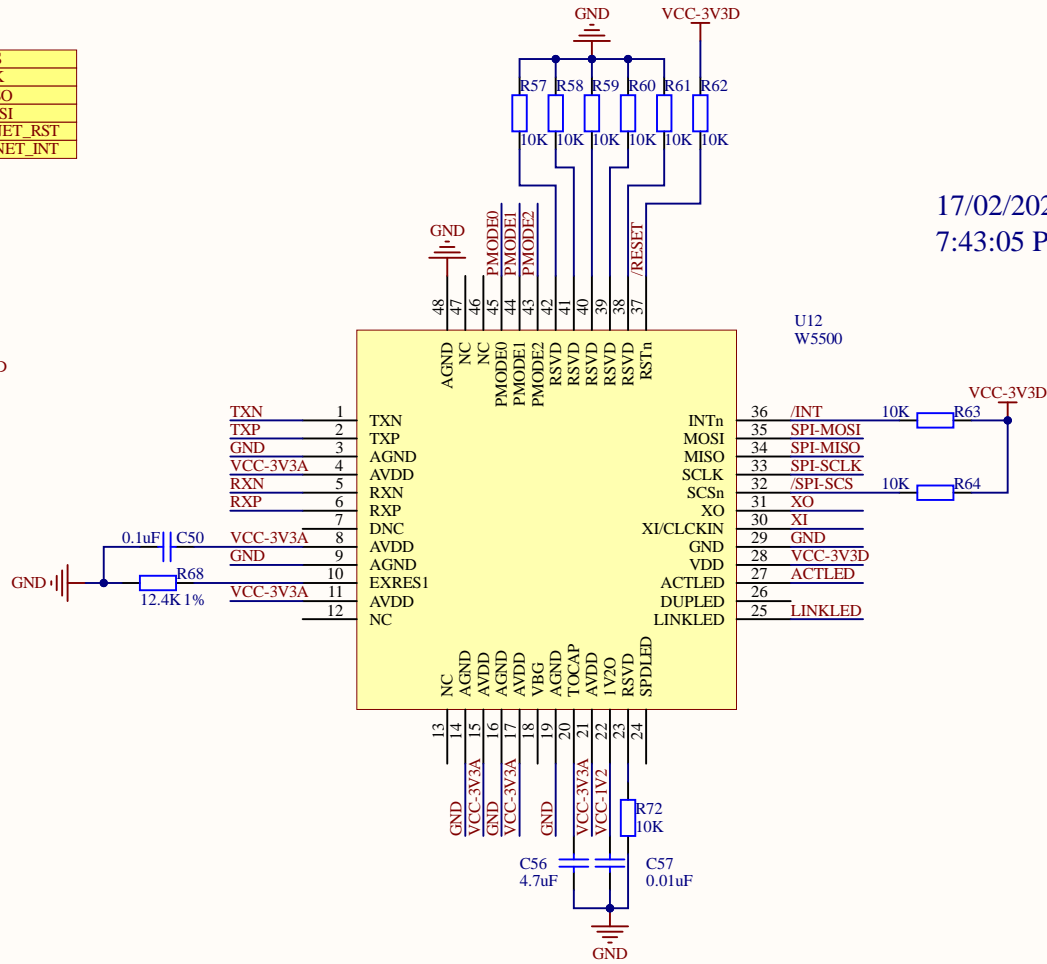 GND
VCC-3V3D
SI
NET_RST
NET_INT
R57 R58 R59 R60 R61 R62
10K 10K 10K 10K 10K 10K
17/02/202
7:43:05 P
GND
PMODE0
PMODE1
PMODE2
/RESET
48 47 46 45 44 43 42 41 40 39 38 37
AGND NC NC PMODE0 PMODE1 PMODE2 RSVD RSVD RSVD RSVD RSVD RSTn
U12
W5500
VCC-3V3D
TXN 1 TXN
TXP 2 TXP
GND 3 AGND
VCC-3V3A 4 AVDD
RXN 5 RXN
RXP 6 RXP
7 DNC
0.1uF C50 VCC-3V3A 8 AVDD
GND 9 AGND
GND R68 10 EXRES1
12.4K 1% VCC-3V3A 11 AVDD
12 NC
INTn 36 /INT 10K R63
MOSI 35 SPI-MOSI
MISO 34 SPI-MISO
SCLK 33 SPI-SCLK
SCSn 32 /SPI-SCS 10K R64
XO 31 XO
XI/CLCKIN 30 XI
GND 29 GND
VDD 28 VCC-3V3D
ACTLED 27 ACTLED
DUPLED 26
LINKLED 25 LINKLED
NC AGND AVDD AGND AVDD VBG AGND TOCAP AVDD 1V2O RSVD SPDLED
13 14 15 16 17 18 19 20 21 22 23 24
GND VCC-3V3A GND VCC-3V3A GND VCC-3V3A VCC-1V2
R72
10K
C56
4.7uF
C57
0.01uF
GND